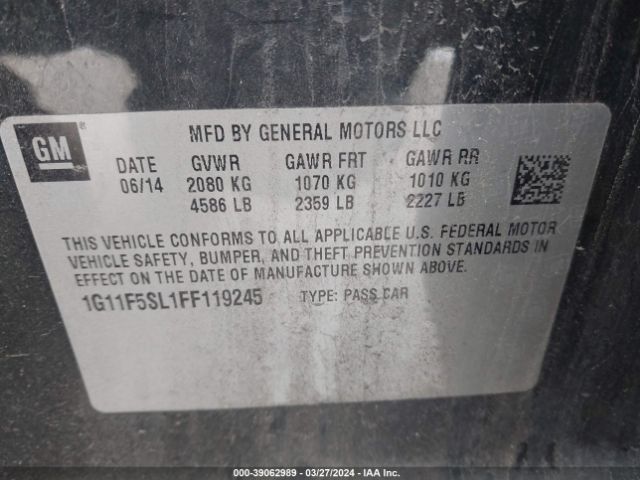 GM ®
MFD BY GENERAL MOTORS LLC
DATE GVWR GAWR FRT GAWR RR
06/14 2080 KG 1070 KG 1010 KG
4586 LB 2359 LB 2227 LB
THIS VEHICLE CONFORMS TO ALL APPLICABLE U.S. FEDERAL MOTOR
VEHICLE SAFETY, BUMPER, AND THEFT PREVENTION STANDARDS IN
EFFECT ON THE DATE OF MANUFACTURE SHOWN ABOVE.
1G11F5SL1FF119245 TYPE: PASS CAR
000-39062989 — 03/27/2024 — IAA Inc.